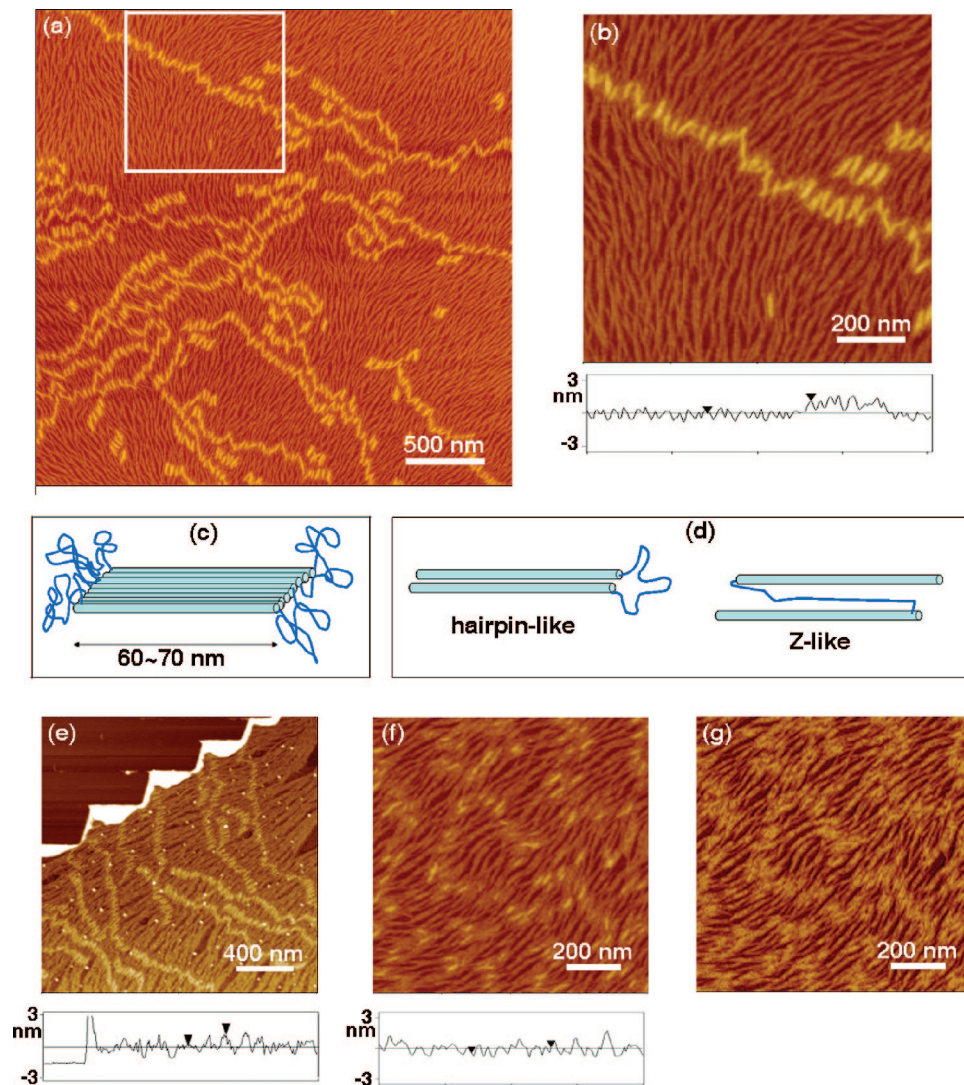 (a)
500 nm
(b)
200 nm
3
nm
-3
(c)
60~70 nm
(d)
hairpin-like
Z-like
(e)
400 nm
(f)
200 nm
(g)
200 nm
3
nm
-3
3
nm
-3